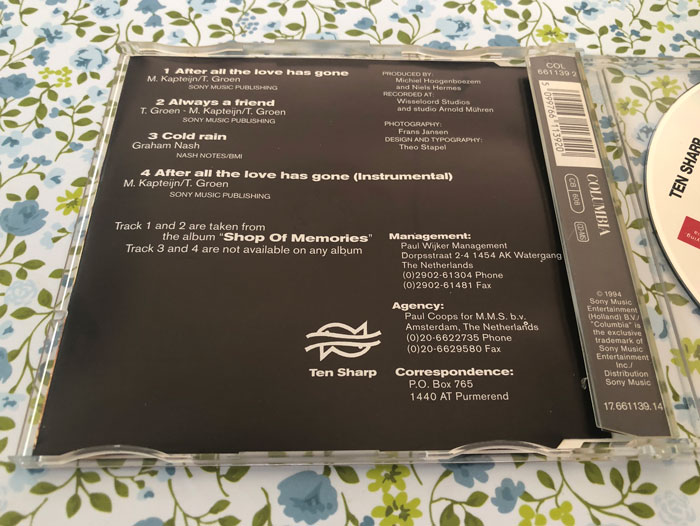 1 After all the love has gone
M. Kapteijn/T. Groen
SONY MUSIC PUBLISHING
2 Always a friend
T. Groen - M. Kapteijn/T. Groen
SONY MUSIC PUBLISHING
3 Cold rain
Graham Nash
NASH NOTES/BMI
4 After all the love has gone (Instrumental)
M. Kapteijn/T. Groen
SONY MUSIC PUBLISHING
Track 1 and 2 are taken from
the album "Shop Of Memories"
Track 3 and 4 are not available on any album
PRODUCED BY:
Michiel Hoogenboezem
and Niels Hermes
RECORDED AT:
Wisseloord Studios
and studio Arnold Mühren
PHOTOGRAPHY:
Frans Jansen
DESIGN AND TYPOGRAPHY:
Theo Stapel
Management:
Paul Wijker Management
Dorpsstraat 2-4 1454 AK Watergang
The Netherlands
(0)2902-61304 Phone
(0)2902-61481 Fax
Agency:
Paul Coops for M.M.S. b.v.
Amsterdam, The Netherlands
(0)20-6622735 Phone
(0)20-6629580 Fax
Correspondence:
P.O. Box 765
1440 AT Purmerend
Ten Sharp
COL
661139 2
5 099766 113920
COLUMBIA
© 1994
Sony Music
Entertainment
(Holland) B.V./
"Columbia" is
the exclusive
trademark of
Sony Music
Entertainment
Inc./
Distribution
Sony Music
17.661139.14
TEN SHARP